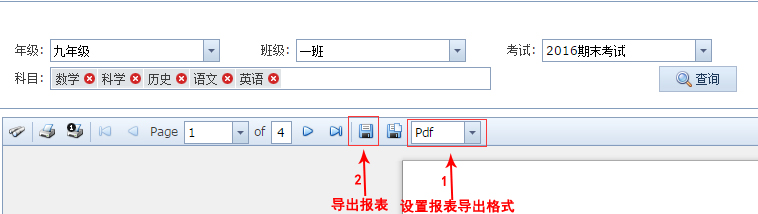 年级: 九年级 班级: 一班 考试: 2016期末考试
科目: 数学 科学 历史 语文 英语 查询
Page 1 of 4 Pdf
2 1
导出报表 设置报表导出格式